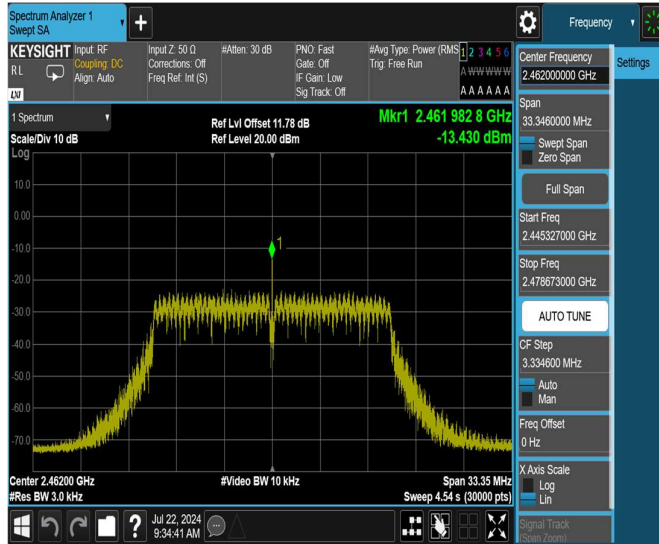 Spectrum Analyzer 1
Swept SA
+
Frequency
KEYSIGHT
RL
LXI
Input: RF
Coupling: DC
Align: Auto
Input Z: 50 Ω
Corrections: Off
Freq Ref: Int (S)
#Atten: 30 dB
PNO: Fast
Gate: Off
IF Gain: Low
Sig Track: Off
#Avg Type: Power (RMS
Trig: Free Run
1 2 3 4 5 6
A W W W W W
A A A A A A
1 Spectrum
Scale/Div 10 dB
Log
Ref Lvl Offset 11.78 dB
Ref Level 20.00 dBm
Mkr1 2.461 982 8 GHz
-13.430 dBm
10.0
0.00
-10.0
-20.0
-30.0
-40.0
-50.0
-60.0
-70.0
1
Center 2.46200 GHz
#Res BW 3.0 kHz
#Video BW 10 kHz
Span 33.35 MHz
Sweep 4.54 s (30000 pts)
Jul 22, 2024
9:34:41 AM
?
Center Frequency
2.462000000 GHz
Settings
Span
33.3460000 MHz
Swept Span
Zero Span
Full Span
Start Freq
2.445327000 GHz
Stop Freq
2.478673000 GHz
AUTO TUNE
CF Step
3.334600 MHz
Auto
Man
Freq Offset
0 Hz
X Axis Scale
Log
Lin
Signal Track
(Span Zoom)